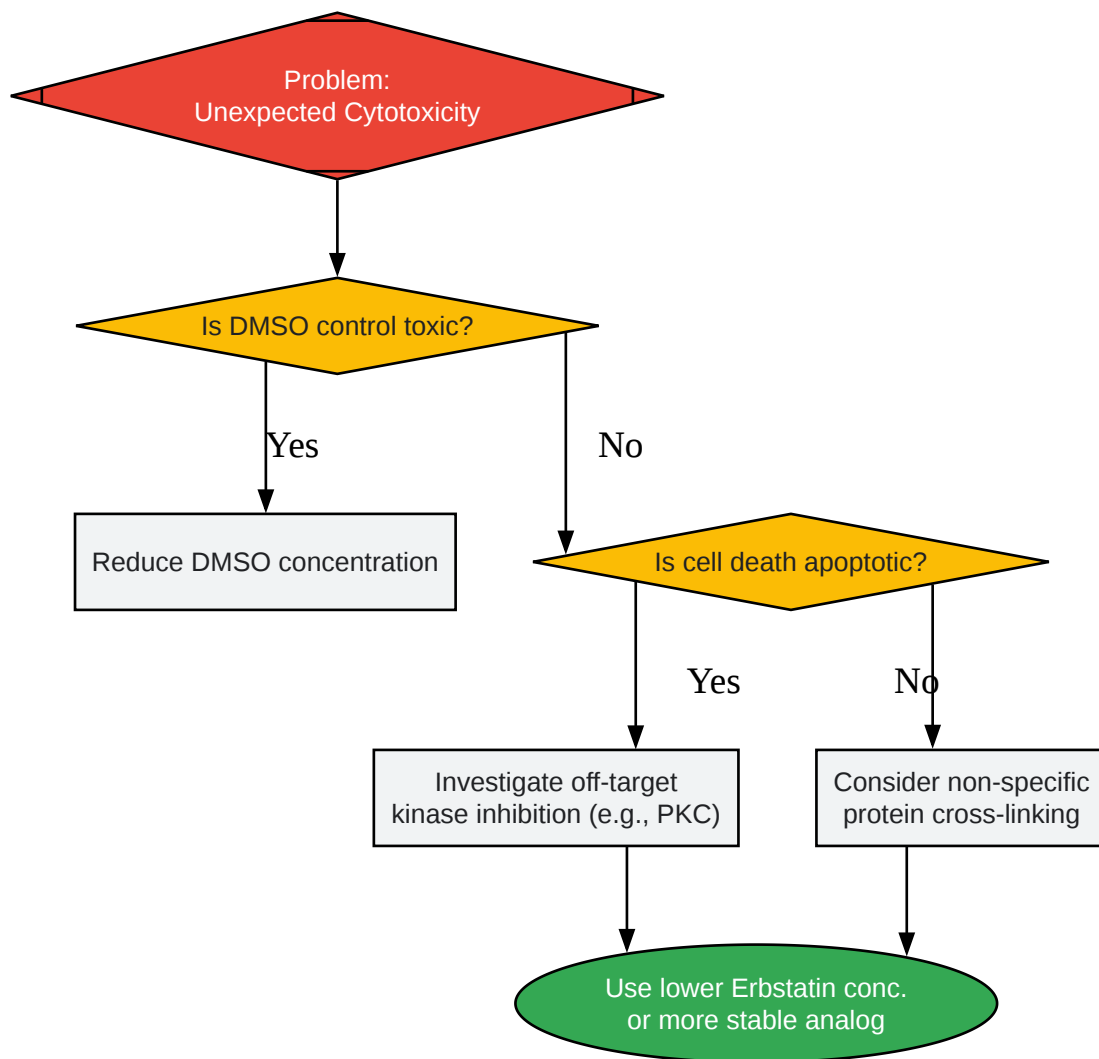 Problem:
Unexpected Cytotoxicity
Is DMSO control toxic?
Yes
No
Reduce DMSO concentration
Is cell death apoptotic?
Yes
No
Investigate off-target
kinase inhibition (e.g., PKC)
Consider non-specific
protein cross-linking
Use lower Erbstatin conc.
or more stable analog